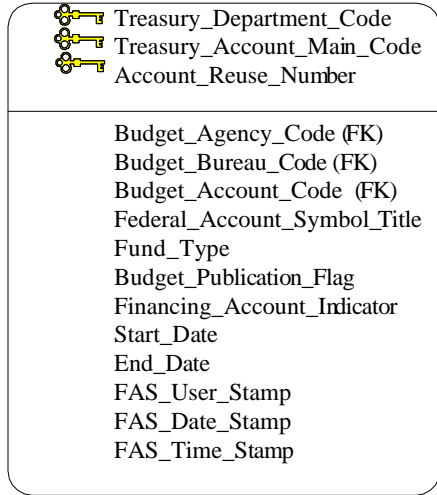 Treasury_Department_Code
Treasury_Account_Main_Code
Account_Reuse_Number
Budget_Agency_Code (FK)
Budget_Bureau_Code (FK)
Budget_Account_Code (FK)
Federal_Account_Symbol_Title
Fund_Type
Budget_Publication_Flag
Financing_Account_Indicator
Start_Date
End_Date
FAS_User_Stamp
FAS_Date_Stamp
FAS_Time_Stamp